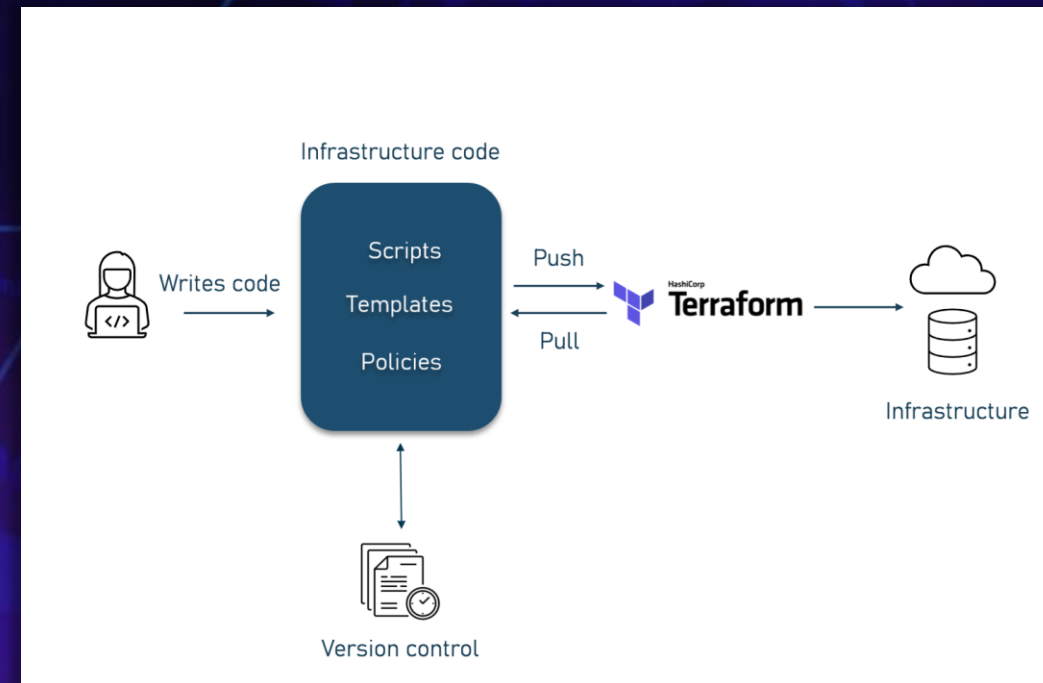 Infrastructure code
Scripts
Templates
Policies
Writes code
</>
Push
Pull
HashiCorp
Terraform
Infrastructure
Version control